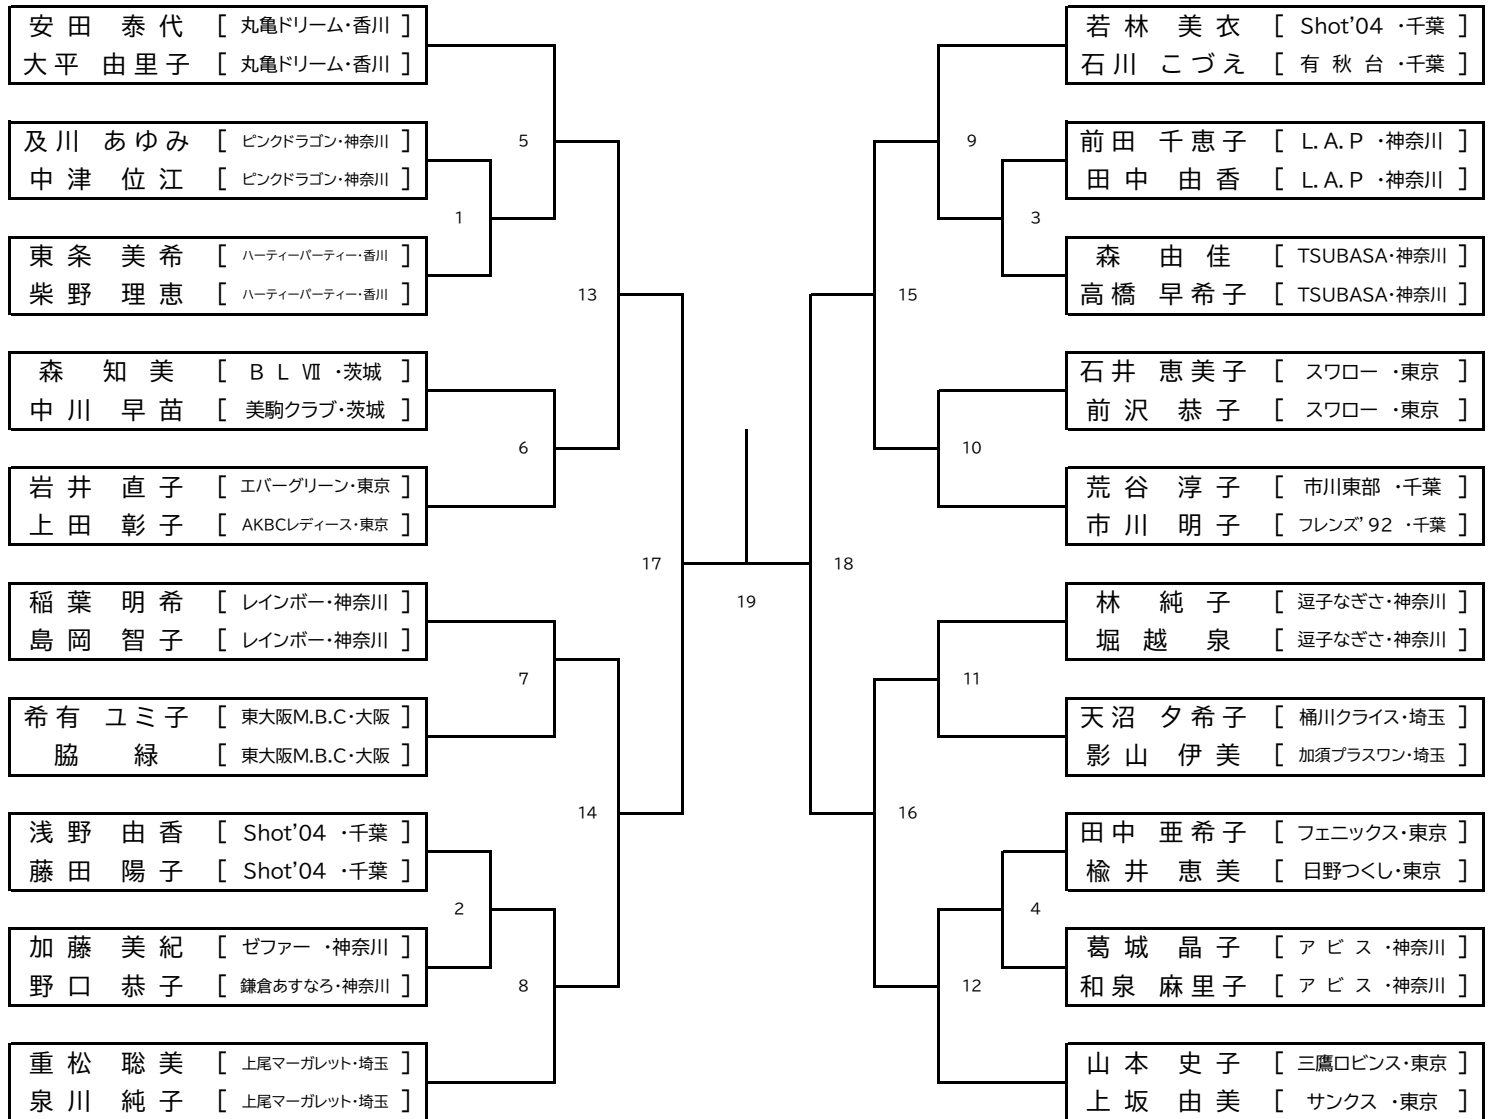 安田 泰代 [ 丸亀ドリーム・香川 ]
大平 由里子 [ 丸亀ドリーム・香川 ]
及川 あゆみ [ ピンクドラゴン・神奈川 ]
中津 位江 [ ピンクドラゴン・神奈川 ]
東条 美希 [ ハーティーパーティー・香川 ]
柴野 理恵 [ ハーティーパーティー・香川 ]
森 知美 [ BLⅦ ・茨城 ]
中川 早苗 [ 美駒クラブ・茨城 ]
岩井 直子 [ エバーグリーン・東京 ]
上田 彰子 [ AKBCレディース・東京 ]
稲葉 明希 [ レインボー・神奈川 ]
島岡 智子 [ レインボー・神奈川 ]
希有 ユミ子 [ 東大阪M.B.C・大阪 ]
脇 緑 [ 東大阪M.B.C・大阪 ]
浅野 由香 [ Shot'04 ・千葉 ]
藤田 陽子 [ Shot'04 ・千葉 ]
加藤 美紀 [ ゼファー ・神奈川 ]
野口 恭子 [ 鎌倉あすなろ・神奈川 ]
重松 聡美 [ 上尾マーガレット・埼玉 ]
泉川 純子 [ 上尾マーガレット・埼玉 ]
1
2
5
6
7
8
13
14
17
19
18
15
16
9
10
11
12
3
4
若林 美衣 [ Shot'04 ・千葉 ]
石川 こづえ [ 有秋台 ・千葉 ]
前田 千恵子 [ L.A.P ・神奈川 ]
田中 由香 [ L.A.P ・神奈川 ]
森 由佳 [ TSUBASA・神奈川 ]
高橋 早希子 [ TSUBASA・神奈川 ]
石井 恵美子 [ スワロー ・東京 ]
前沢 恭子 [ スワロー ・東京 ]
荒谷 淳子 [ 市川東部 ・千葉 ]
市川 明子 [ フレンズ'92 ・千葉 ]
林 純子 [ 逗子なぎさ・神奈川 ]
堀越 泉 [ 逗子なぎさ・神奈川 ]
天沼 夕希子 [ 桶川クライス・埼玉 ]
影山 伊美 [ 加須プラスワン・埼玉 ]
田中 亜希子 [ フェニックス・東京 ]
楡井 恵美 [ 日野つくし・東京 ]
葛城 晶子 [ アビス ・神奈川 ]
和泉 麻里子 [ アビス ・神奈川 ]
山本 史子 [ 三鷹ロビンス・東京 ]
上坂 由美 [ サンクス ・東京 ]